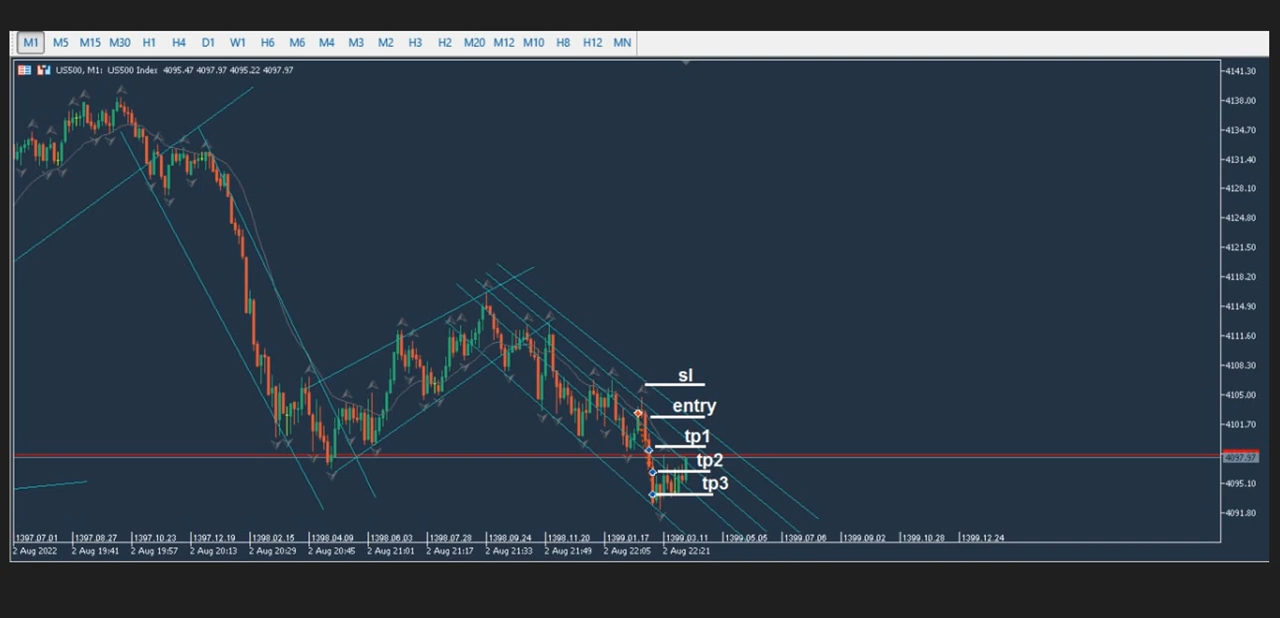 M1 M5 M15 M30 H1 H4 D1 W1 H6 M6 M4 M3 M2 H3 H2 M20 M12 M10 H8 H12 MN
US500, M1: US500 Index 4095.47 4097.97 4095.22 4097.97
4141.30
4138.00
4134.70
4131.40
4128.10
4124.80
4121.50
4118.20
4114.90
4111.60
4108.30
sl
4105.00
entry
4101.70
tp1
4097.97
tp2
tp3
4095.10
4091.80
1397.07.01 1397.08.27 1397.10.23 1397.12.19 1398.02.15 1398.04.09 1398.06.03 1398.07.28 1398.09.24 1398.11.20 1399.01.17 1399.03.11 1399.05.05 1399.07.06 1399.09.02 1399.10.28 1399.12.24
2 Aug 2022 2 Aug 19:41 2 Aug 19:57 2 Aug 20:13 2 Aug 20:29 2 Aug 20:45 2 Aug 21:01 2 Aug 21:17 2 Aug 21:33 2 Aug 21:49 2 Aug 22:05 2 Aug 22:21